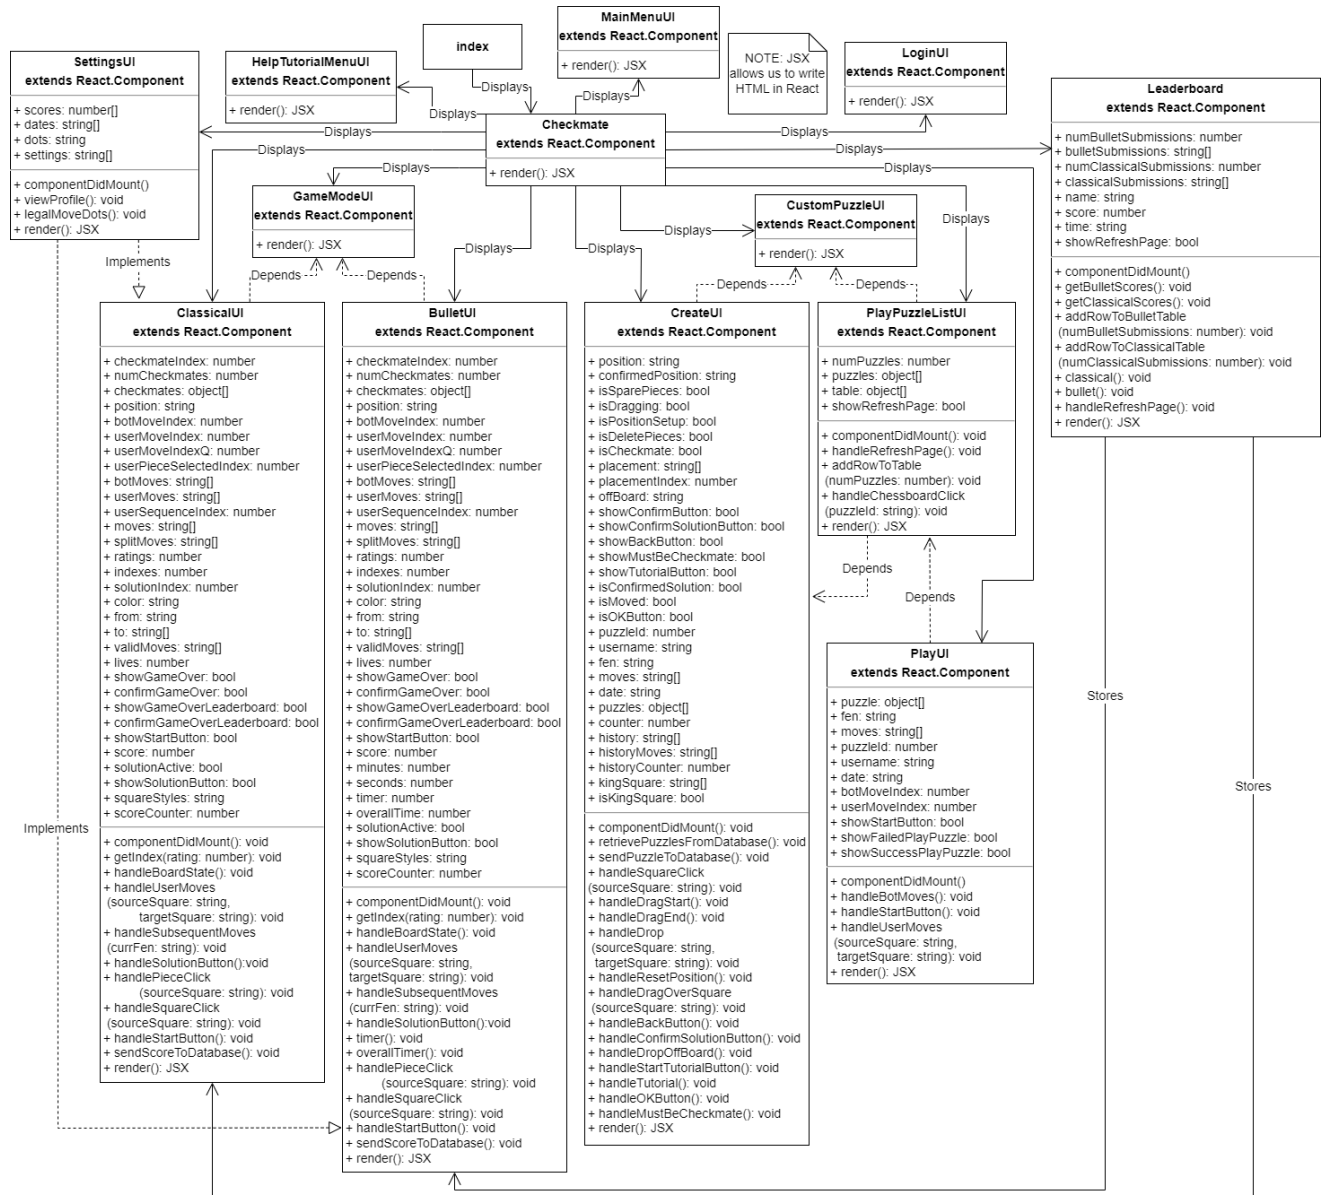 MainMenuUI
extends React.Component
+ render(): JSX
index
NOTE: JSX
allows us to write
HTML in React
LoginUI
extends React.Component
+ render(): JSX
SettingsUI
extends React.Component
+ scores: number[]
+ dates: string[]
+ dots: string
+ settings: string[]
+ componentDidMount()
+ viewProfile(): void
+ legalMoveDots(): void
+ render(): JSX
HelpTutorialMenuUI
extends React.Component
+ render(): JSX
Displays
Displays
Displays
Displays
Displays
Displays
Displays
Displays
Displays
Displays
Displays
Displays
Checkmate
extends React.Component
+ render(): JSX
Leaderboard
extends React.Component
+ numBulletSubmissions: number
+ bulletSubmissions: string[]
+ numClassicalSubmissions: number
+ classicalSubmissions: string[]
+ name: string
+ score: number
+ time: string
+ showRefreshPage: bool
+ componentDidMount()
+ getBulletScores(): void
+ getClassicalScores(): void
+ addRowToBulletTable
(numBulletSubmissions: number): void
+ addRowToClassicalTable
(numClassicalSubmissions: number): void
+ classical(): void
+ bullet(): void
+ handleRefreshPage(): void
+ render(): JSX
GameModeUI
extends React.Component
+ render(): JSX
CustomPuzzleUI
extends React.Component
+ render(): JSX
Implements
Depends
Depends
Depends
Depends
ClassicalUI
extends React.Component
+ checkmateIndex: number
+ numCheckmates: number
+ checkmates: object[]
+ position: string
+ botMoveIndex: number
+ userMoveIndex: number
+ userMoveIndexQ: number
+ userPieceSelectedIndex: number
+ botMoves: string[]
+ userMoves: string[]
+ userSequenceIndex: number
+ moves: string[]
+ splitMoves: string[]
+ ratings: number
+ indexes: number
+ solutionIndex: number
+ color: string
+ from: string
+ to: string[]
+ validMoves: string[]
+ lives: number
+ showGameOver: bool
+ confirmGameOver: bool
+ showGameOverLeaderboard: bool
+ confirmGameOverLeaderboard: bool
+ showStartButton: bool
+ score: number
+ solutionActive: bool
+ showSolutionButton: bool
+ squareStyles: string
+ scoreCounter: number
+ componentDidMount(): void
+ getIndex(rating: number): void
+ handleBoardState(): void
+ handleUserMoves
(sourceSquare: string,
targetSquare: string): void
+ handleSubsequentMoves
(currFen: string): void
+ handleSolutionButton():void
+ handlePieceClick
(sourceSquare: string): void
+ handleSquareClick
(sourceSquare: string): void
+ handleStartButton(): void
+ sendScoreToDatabase(): void
+ render(): JSX
BulletUI
extends React.Component
+ checkmateIndex: number
+ numCheckmates: number
+ checkmates: object[]
+ position: string
+ botMoveIndex: number
+ userMoveIndex: number
+ userMoveIndexQ: number
+ userPieceSelectedIndex: number
+ botMoves: string[]
+ userMoves: string[]
+ userSequenceIndex: number
+ moves: string[]
+ splitMoves: string[]
+ ratings: number
+ indexes: number
+ solutionIndex: number
+ color: string
+ from: string
+ to: string[]
+ validMoves: string[]
+ lives: number
+ showGameOver: bool
+ confirmGameOver: bool
+ showGameOverLeaderboard: bool
+ confirmGameOverLeaderboard: bool
+ showStartButton: bool
+ score: number
+ minutes: number
+ seconds: number
+ timer: number
+ overallTime: number
+ solutionActive: bool
+ showSolutionButton: bool
+ squareStyles: string
+ scoreCounter: number
+ componentDidMount(): void
+ getIndex(rating: number): void
+ handleBoardState(): void
+ handleUserMoves
(sourceSquare: string,
targetSquare: string): void
+ handleSubsequentMoves
(currFen: string): void
+ handleSolutionButton():void
+ timer(): void
+ overallTimer(): void
+ handlePieceClick
(sourceSquare: string): void
+ handleSquareClick
(sourceSquare: string): void
+ handleStartButton(): void
+ sendScoreToDatabase(): void
+ render(): JSX
CreateUI
extends React.Component
+ position: string
+ confirmedPosition: string
+ isSparePieces: bool
+ isDragging: bool
+ isPositionSetup: bool
+ isDeletePieces: bool
+ isCheckmate: bool
+ placement: string[]
+ placementIndex: number
+ offBoard: string
+ showConfirmButton: bool
+ showConfirmSolutionButton: bool
+ showBackButton: bool
+ showMustBeCheckmate: bool
+ showTutorialButton: bool
+ isConfirmedSolution: bool
+ isMoved: bool
+ isOKButton: bool
+ puzzleId: number
+ username: string
+ fen: string
+ moves: string[]
+ date: string
+ puzzles: object[]
+ counter: number
+ history: string[]
+ historyMoves: string[]
+ historyCounter: number
+ kingSquare: string[]
+ isKingSquare: bool
+ componentDidMount(): void
+ retrievePuzzlesFromDatabase(): void
+ sendPuzzleToDatabase(): void
+ handleSquareClick
(sourceSquare: string): void
+ handleDragStart(): void
+ handleDragEnd(): void
+ handleDrop
(sourceSquare: string,
targetSquare: string): void
+ handleResetPosition(): void
+ handleDragOverSquare
(sourceSquare: string): void
+ handleBackButton(): void
+ handleConfirmSolutionButton(): void
+ handleDropOffBoard(): void
+ handleStartTutorialButton(): void
+ handleTutorial(): void
+ handleOKButton(): void
+ handleMustBeCheckmate(): void
+ render(): JSX
PlayPuzzleListUI
extends React.Component
+ numPuzzles: number
+ puzzles: object[]
+ table: object[]
+ showRefreshPage: bool
+ componentDidMount(): void
+ handleRefreshPage(): void
+ addRowToTable
(numPuzzles: number): void
+ handleChessboardClick
(puzzleId: string): void
+ render(): JSX
Depends
Depends
PlayUI
extends React.Component
+ puzzle: object[]
+ fen: string
+ moves: string[]
+ puzzleId: number
+ username: string
+ date: string
+ botMoveIndex: number
+ userMoveIndex: number
+ showStartButton: bool
+ showFailedPlayPuzzle: bool
+ showSuccessPlayPuzzle: bool
+ componentDidMount()
+ handleBotMoves(): void
+ handleStartButton(): void
+ handleUserMoves
(sourceSquare: string,
targetSquare: string): void
+ render(): JSX
Stores
Stores
Implements